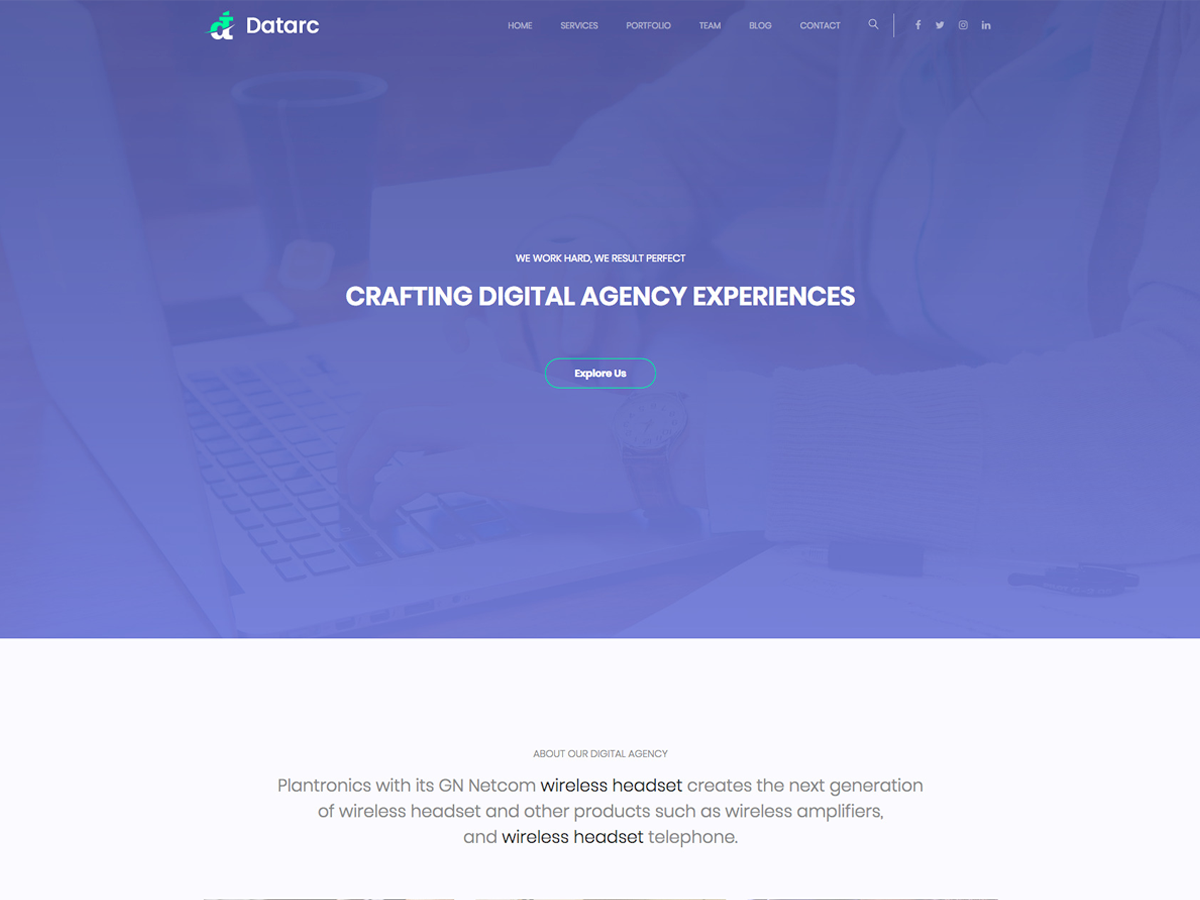 Datarc
HOME SERVICES PORTFOLIO TEAM BLOG CONTACT
WE WORK HARD, WE RESULT PERFECT
CRAFTING DIGITAL AGENCY EXPERIENCES
Explore Us
ABOUT OUR DIGITAL AGENCY
Plantronics with its GN Netcom wireless headset creates the next generation
of wireless headset and other products such as wireless amplifiers,
and wireless headset telephone.